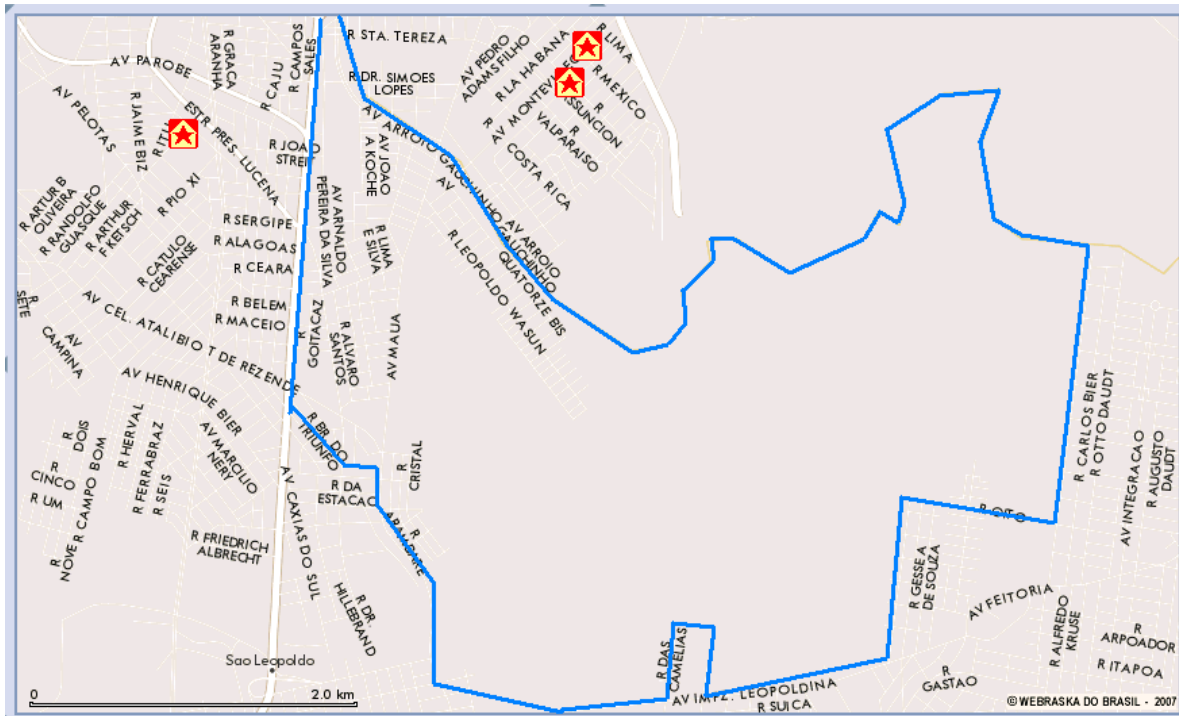 R STA. TEREZA
R LIMA
R GRACA
ARANHA
R CAMPOS
SALES
AV PAROBE
R CAJU
AV PEDRO
ADAMS FILHO
R LA HABANA
R MEXICO
R DR. SIMOES
LOPES
AV PELOTAS
R JAIME BIZ
ESTR PRES. LUCENA
R
ASSUNCION
R
VALPARAISO
R
COSTA RICA
R JOAO
STREIT
AV JOAO
A KOCHE
AV ARROIO GAUCHINHO
AV
R PIO XI
R ARTUR B
OLIVEIRA
R RANDOLFO
GUASQUE
R ARTHUR
F KETSCH
R SERGIPE
AV ARNALDO
PEREIRA DA SILVA
R ALAGOAS
R LIMA
E SILVA
AV ARROIO
GAUCHINHO
QUATORZE BIS
R LEOPOLDO WASUN
R CATULO
CEARENSE
R CEARA
R
SETE
R BELEM
R MACEIO
R
GOITACAZ
R ALVARO
SANTOS
AV MAUA
AV CEL. ATALIBIO T DE REZENDE
AV
CAMPINA
AV HENRIQUE BIER
R CARLOS BIER
R OTTO DAUDT
AV INTEGRACAO
R AUGUSTO
DAUDT
R
DOIS
R HERVAL
R FERRABRAZ
R SEIS
AV MARCILIO
NERY
R BR. DO
TRIUNFO
R
CRISTAL
R
CINCO
R UM
R CAMPO BOM
R
NOVE
R DA
ESTACAO
R
ARAMBARE
AV CAXIAS DO SUL
R FRIEDRICH
ALBRECHT
R OITO
R GESSEA
DE SOUZA
AV FEITORIA
R DR.
HILLEBRAND
R ALFREDO
KRUSE
R
ARPOADOR
R ITAPOA
R DAS
CAMELIAS
R
GASTAO
Sao Leopoldo
AV IMPZ. LEOPOLDINA
R SUICA
0 2.0 km
© WEBRASKA DO BRASIL - 2007